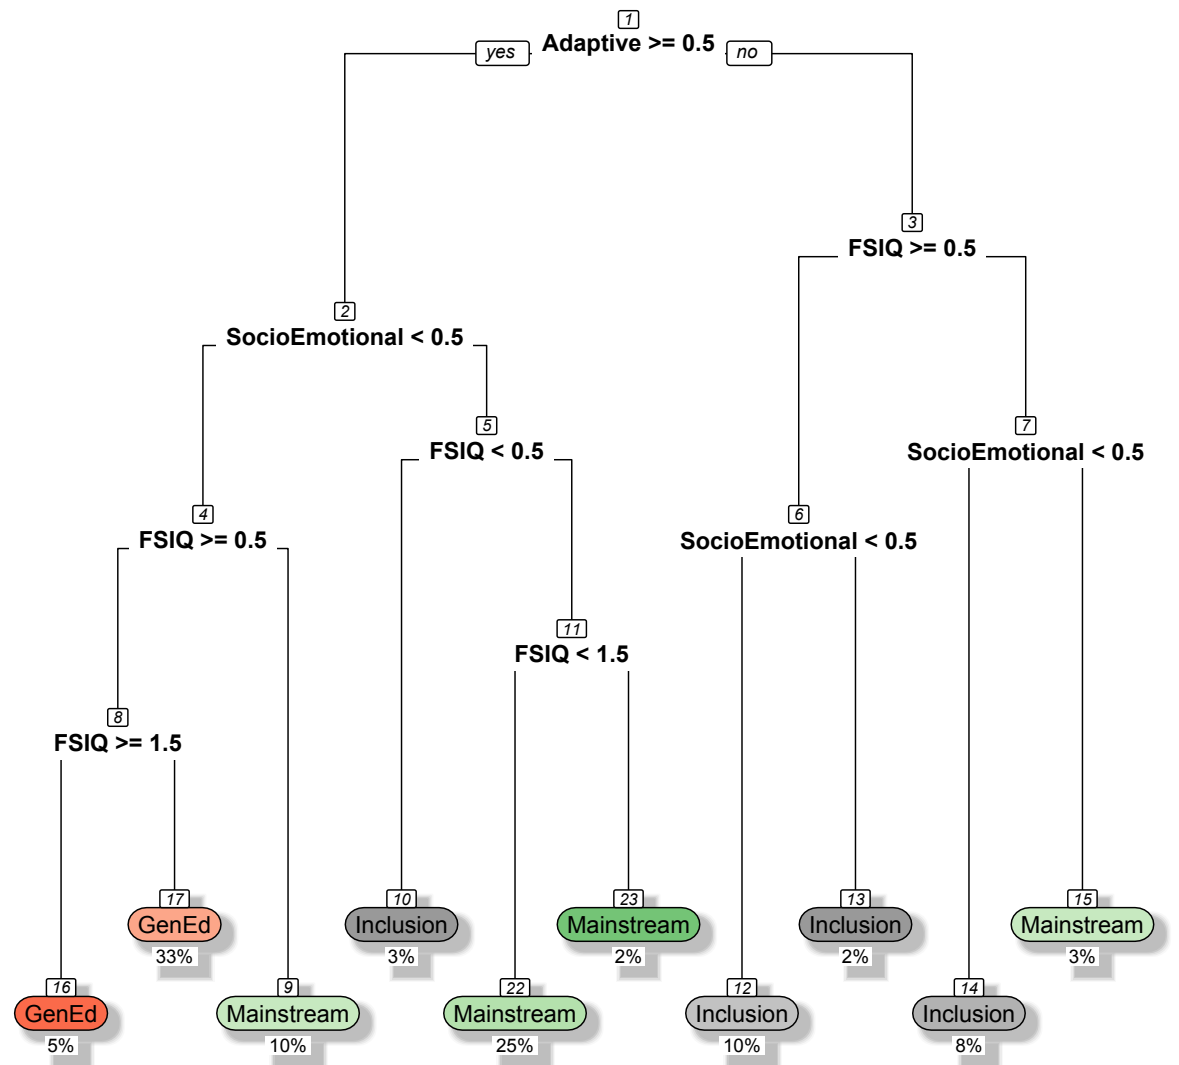 1
yes
Adaptive >= 0.5
no
3
FSIQ >= 0.5
2
SocioEmotional < 0.5
5
FSIQ < 0.5
7
SocioEmotional < 0.5
4
FSIQ >= 0.5
6
SocioEmotional < 0.5
11
FSIQ < 1.5
8
FSIQ >= 1.5
17
GenEd
33%
10
Inclusion
3%
23
Mainstream
2%
13
Inclusion
2%
15
Mainstream
3%
16
GenEd
5%
9
Mainstream
10%
22
Mainstream
25%
12
Inclusion
10%
14
Inclusion
8%